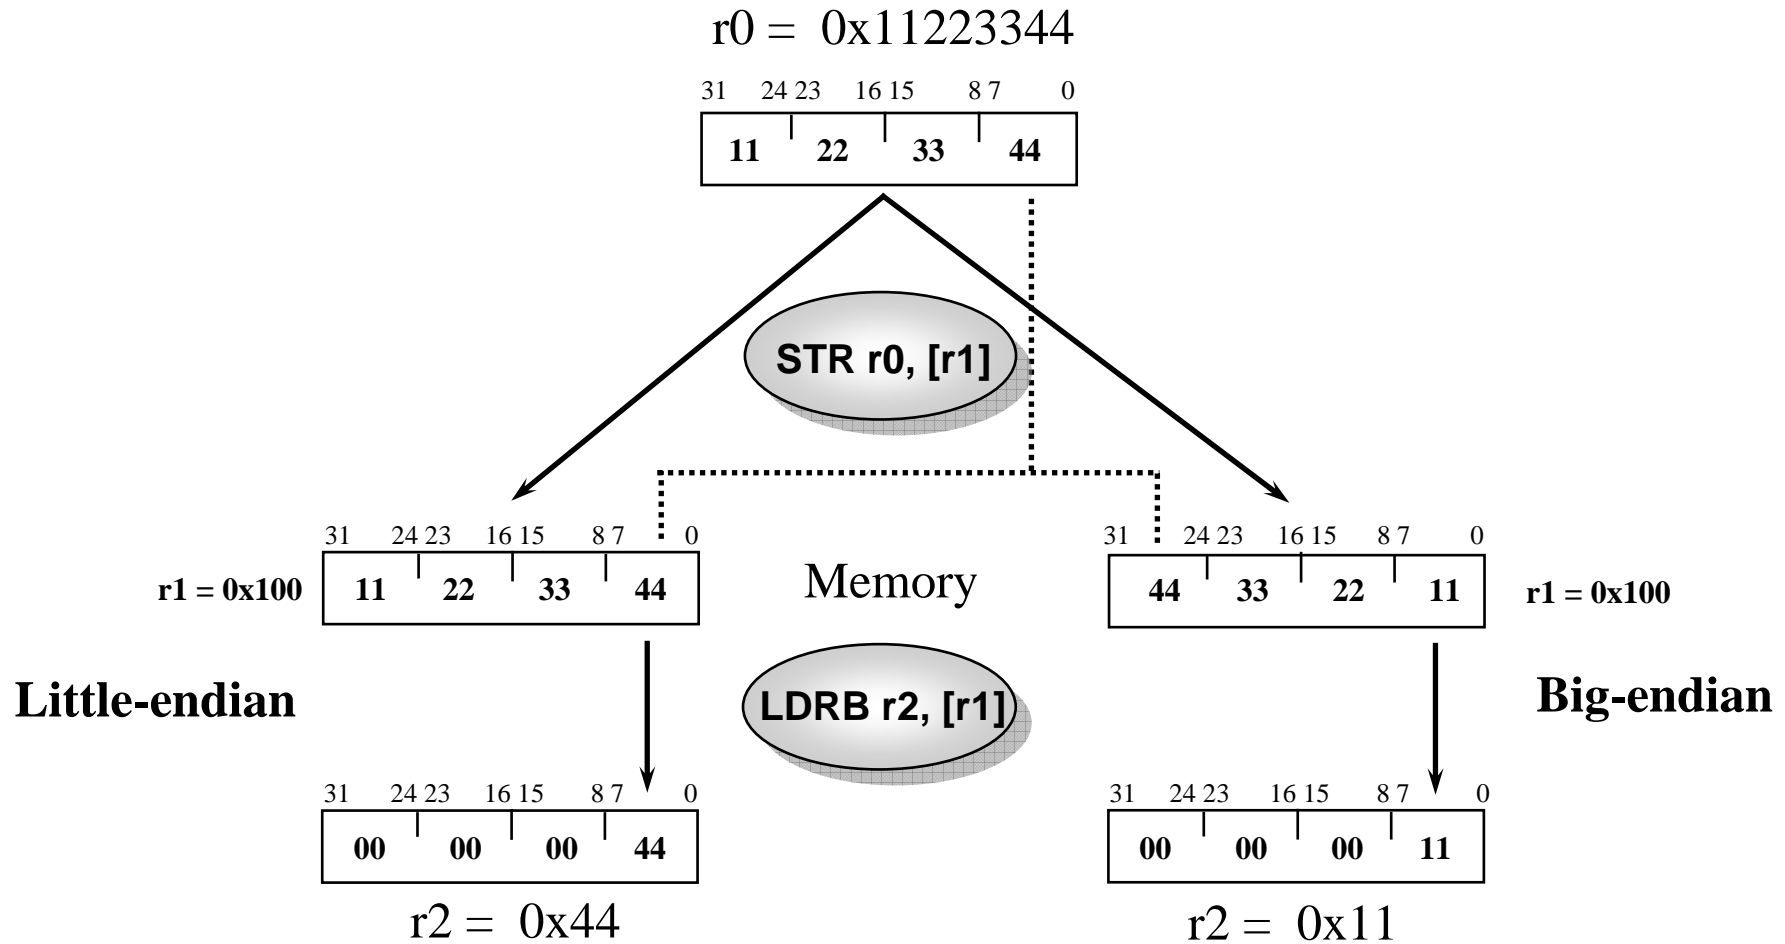 r0 = 0x11223344
31 24 23 16 15 8 7 0
11 22 33 44
STR r0, [r1]
31 24 23 16 15 8 7 0
31 24 23 16 15 8 7 0
r1 = 0x100
11 22 33 44
Memory
44 33 22 11
r1 = 0x100
Little-endian
LDRB r2, [r1]
Big-endian
31 24 23 16 15 8 7 0
31 24 23 16 15 8 7 0
00 00 00 44
00 00 00 11
r2 = 0x44
r2 = 0x11